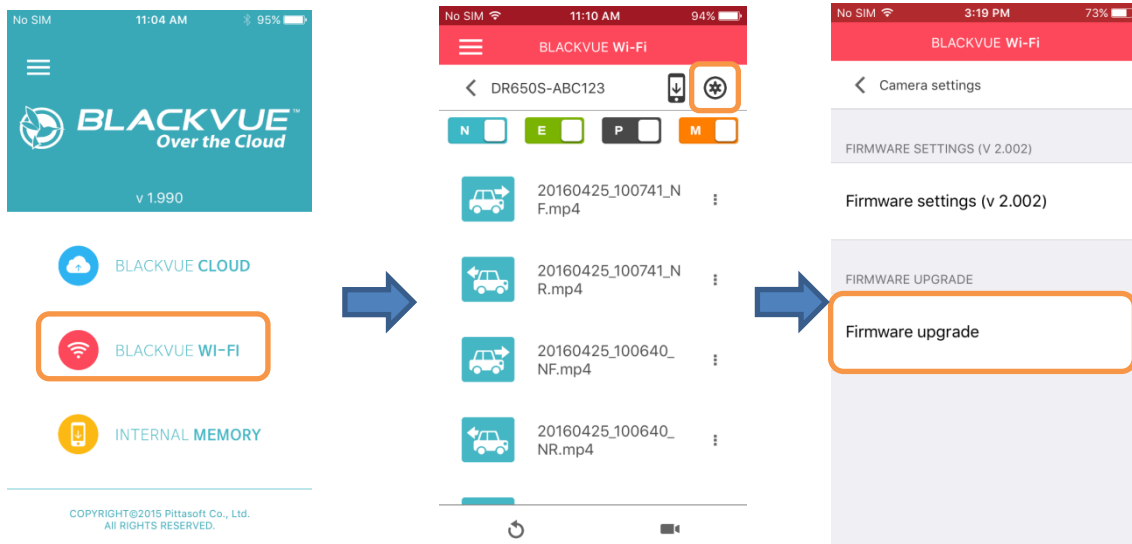 No SIM 11:04 AM 95%
BLACKVUE™
Over the Cloud
v 1.990
BLACKVUE CLOUD
BLACKVUE WI-FI
INTERNAL MEMORY
COPYRIGHT©2015 Pittasoft Co., Ltd.
All RIGHTS RESERVED.
No SIM 11:10 AM 94%
BLACKVUE Wi-Fi
DR650S-ABC123
N E P M
20160425_100741_N
F.mp4
20160425_100741_N
R.mp4
20160425_100640_
NF.mp4
20160425_100640_
NR.mp4
No SIM 3:19 PM 73%
BLACKVUE Wi-Fi
Camera settings
FIRMWARE SETTINGS (V 2.002)
Firmware settings (v 2.002)
FIRMWARE UPGRADE
Firmware upgrade